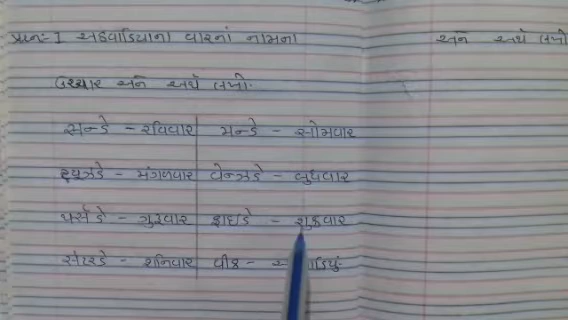 પ્રશ્ન:-1 અઠવાડિયાના વારનાં નામના
ઉચ્ચાર અને અર્થ લખો.
સન્ડે - રવિવાર મન્ડે - સોમવાર
ટ્યુઝડે - મંગળવાર વેન્ઝડે - બુધવાર
થર્સડે - ગુરુવાર ફ્રાઇડે - શુક્રવાર
સેટરડે - શનિવાર વીક -
અને અર્થ લખો